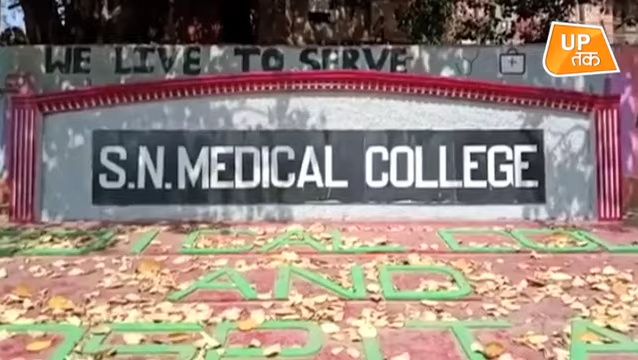 WE LIVE TO SERVE
UP
तक
S.N. MEDICAL COLLEGE
AND